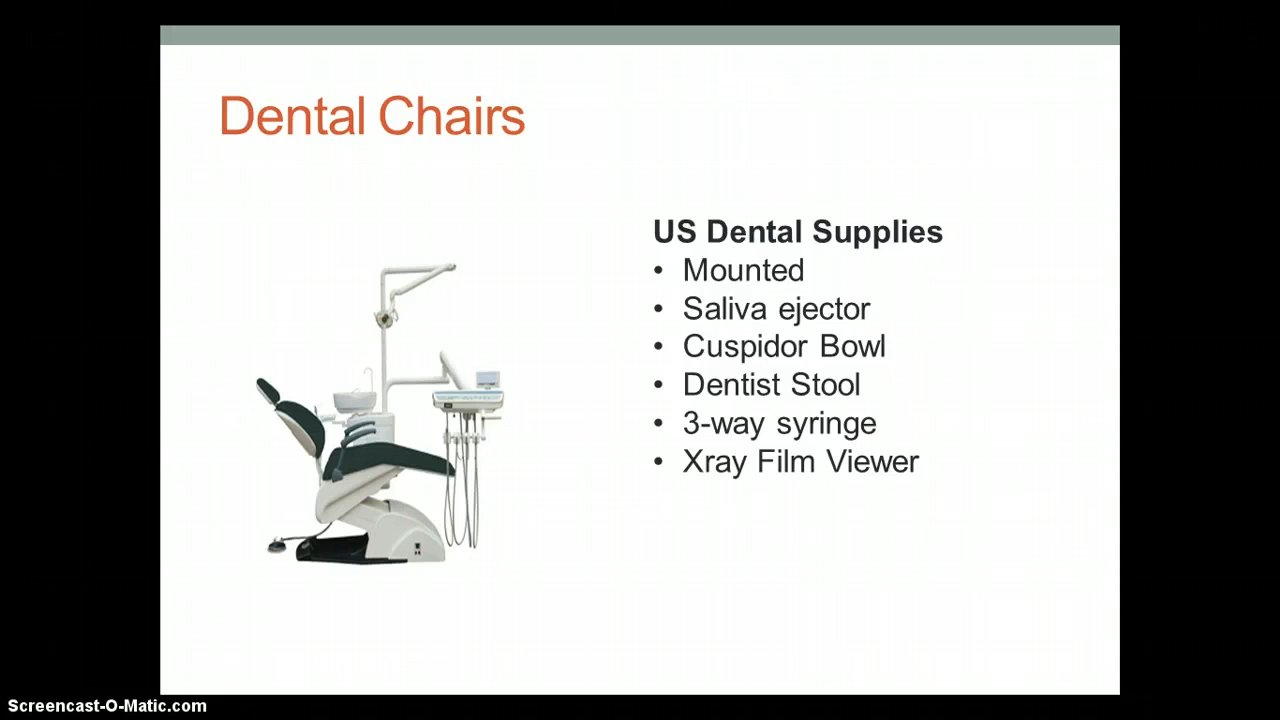 Dental Chairs
US Dental Supplies
• Mounted
• Saliva ejector
• Cuspidor Bowl
• Dentist Stool
• 3-way syringe
• Xray Film Viewer
Screencast-O-Matic.com